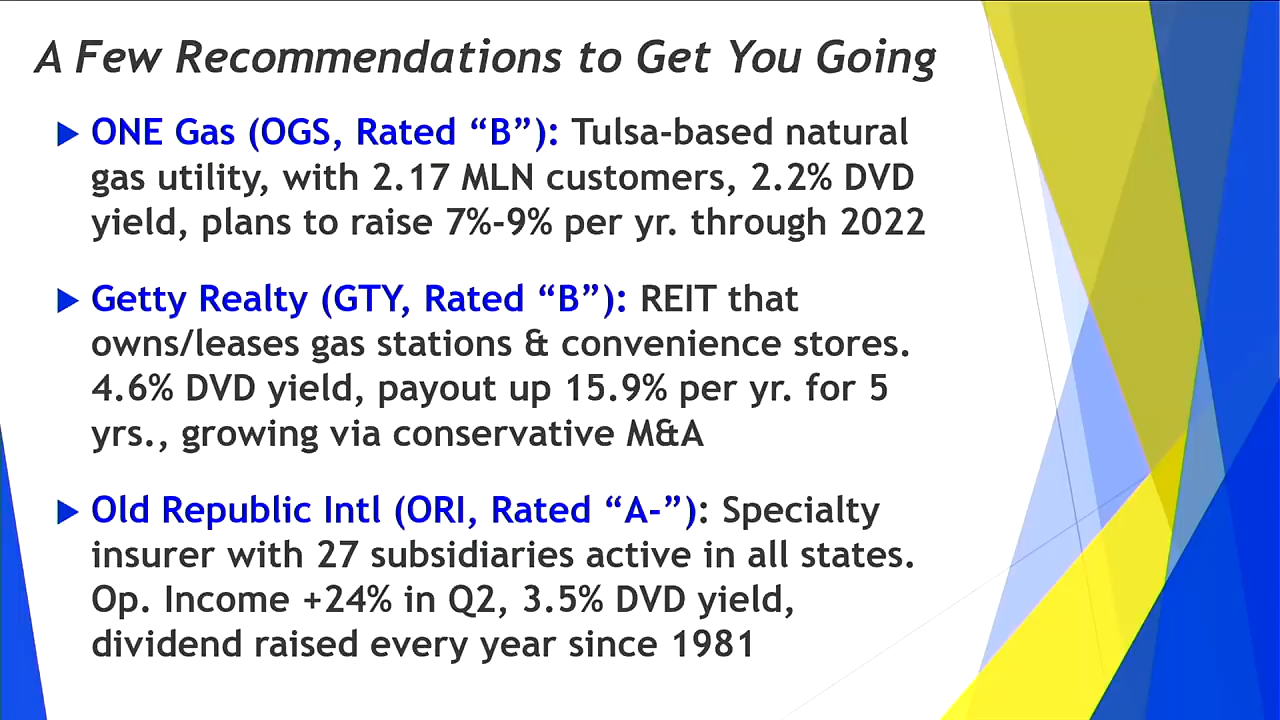 A Few Recommendations to Get You Going
ONE Gas (OGS, Rated “B”): Tulsa-based natural
gas utility, with 2.17 MLN customers, 2.2% DVD
yield, plans to raise 7%-9% per yr. through 2022
Getty Realty (GTY, Rated “B”): REIT that
owns/leases gas stations & convenience stores.
4.6% DVD yield, payout up 15.9% per yr. for 5
yrs., growing via conservative M&A
Old Republic Intl (ORI, Rated “A-”): Specialty
insurer with 27 subsidiaries active in all states.
Op. Income +24% in Q2, 3.5% DVD yield,
dividend raised every year since 1981